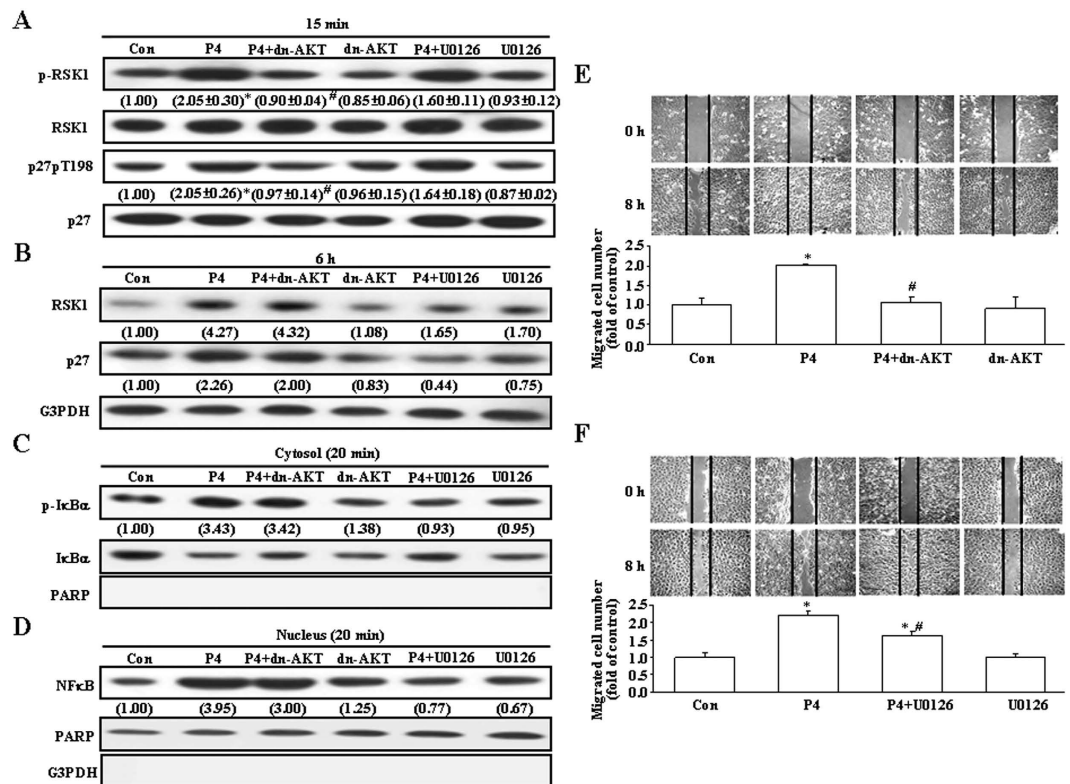 A
15 min
Con P4 P4+dn-AKT dn-AKT P4+U0126 U0126
p-RSK1
(1.00) (2.05±0.30)* (0.90±0.04)# (0.85±0.06) (1.60±0.11) (0.93±0.12)
RSK1
p27pT198
(1.00) (2.05±0.26)* (0.97±0.14)# (0.96±0.15) (1.64±0.18) (0.87±0.02)
p27
B
6 h
Con P4 P4+dn-AKT dn-AKT P4+U0126 U0126
RSK1
(1.00) (4.27) (4.32) (1.08) (1.65) (1.70)
p27
(1.00) (2.26) (2.00) (0.83) (0.44) (0.75)
G3PDH
C
Cytosol (20 min)
Con P4 P4+dn-AKT dn-AKT P4+U0126 U0126
p-IκBα
(1.00) (3.43) (3.42) (1.38) (0.93) (0.95)
IκBα
PARP
D
Nucleus (20 min)
Con P4 P4+dn-AKT dn-AKT P4+U0126 U0126
NFκB
(1.00) (3.95) (3.00) (1.25) (0.77) (0.67)
PARP
G3PDH
E
0 h
8 h
Migrated cell number
(fold of control)
2.5
2.0
1.5
1.0
0.5
0.0
*
#
Con P4 P4+dn-AKT dn-AKT
F
0 h
8 h
Migrated cell number
(fold of control)
2.5
2.0
1.5
1.0
0.5
0.0
*
* #
Con P4 P4+U0126 U0126